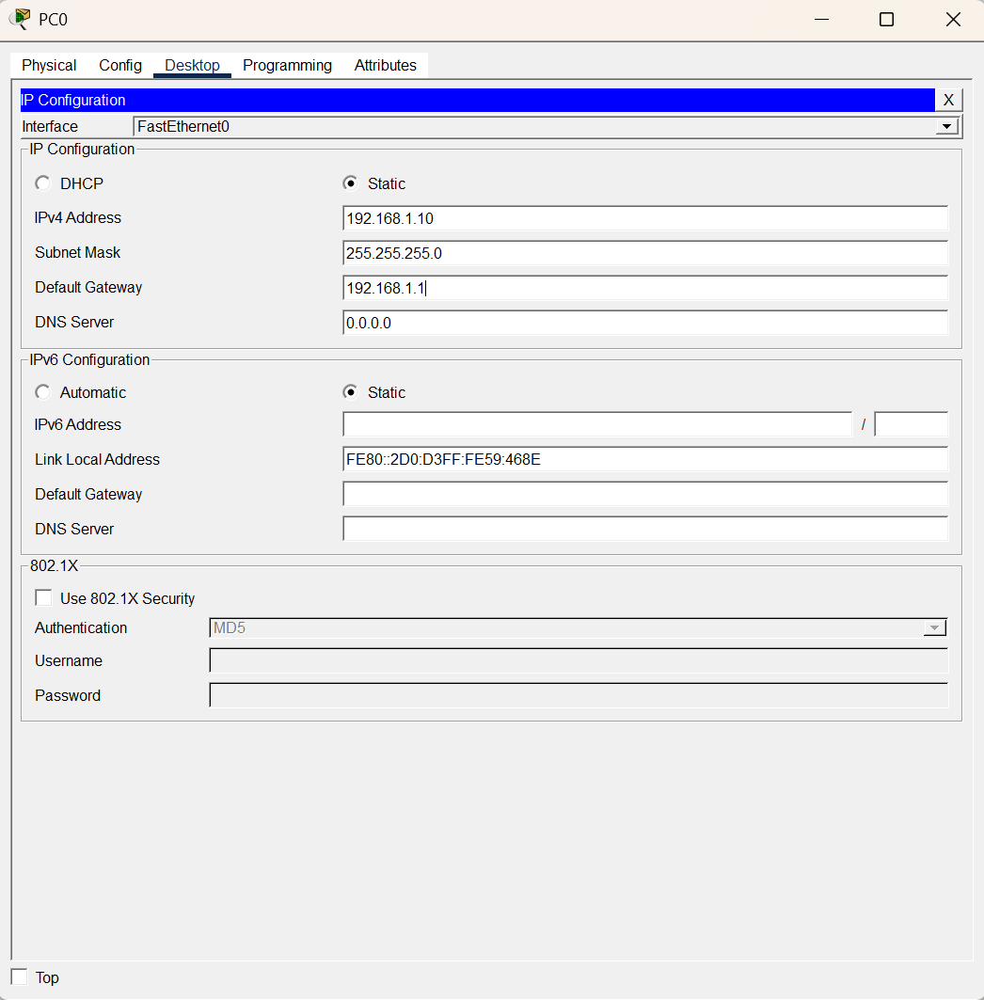 PC0
Physical Config Desktop Programming Attributes
IP Configuration X
Interface FastEthernet0
IP Configuration
DHCP Static
IPv4 Address 192.168.1.10
Subnet Mask 255.255.255.0
Default Gateway 192.168.1.1
DNS Server 0.0.0.0
IPv6 Configuration
Automatic Static
IPv6 Address /
Link Local Address FE80::2D0:D3FF:FE59:468E
Default Gateway
DNS Server
802.1X
Use 802.1X Security
Authentication MD5
Username
Password
Top